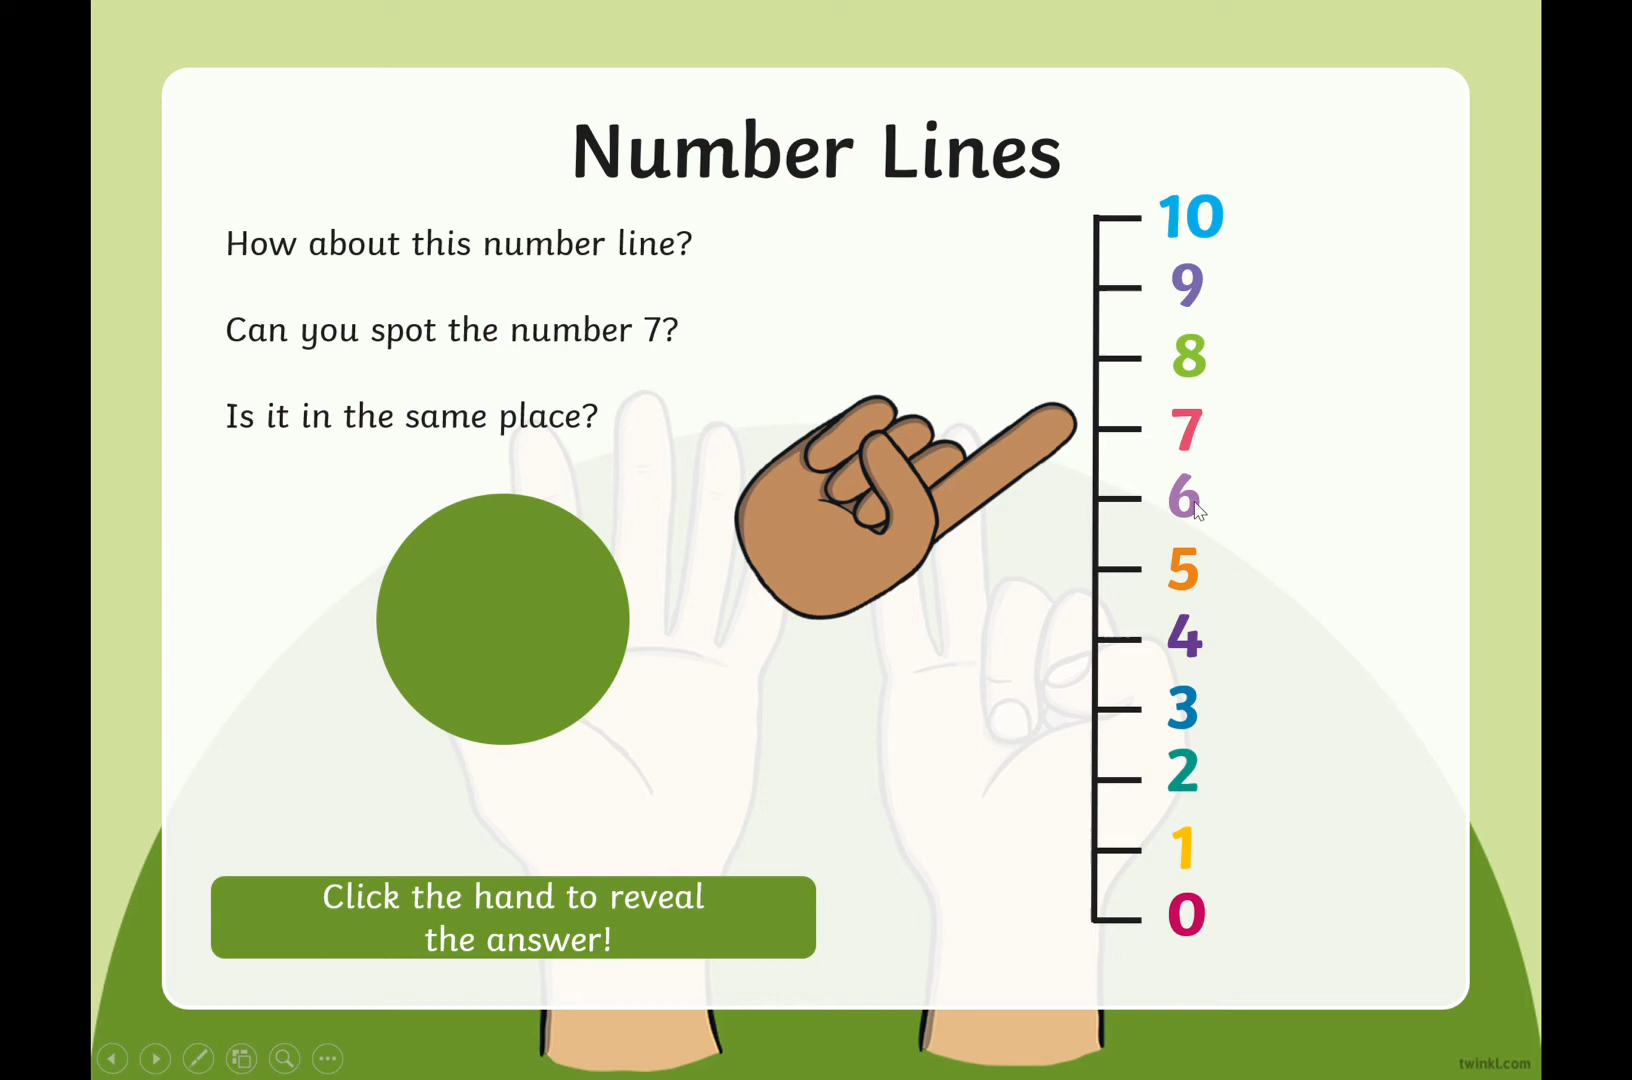 Number Lines
How about this number line?
Can you spot the number 7?
Is it in the same place?
10
9
8
7
6
5
4
3
2
1
0
Click the hand to reveal
the answer!
twinkl.com